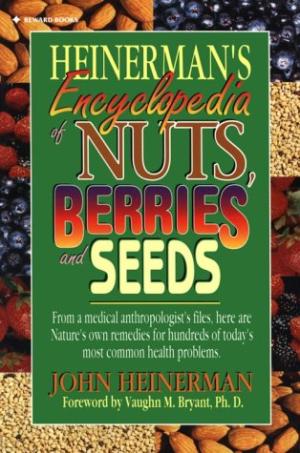 REWARD BOOKS
HEINERMAN'S
Encyclopedia
of NUTS,
BERRIES
and SEEDS
From a medical anthropologist's files, here are
Nature's own remedies for hundreds of today's
most common health problems.
JOHN HEINERMAN
Foreword by Vaughn M. Bryant, Ph. D.